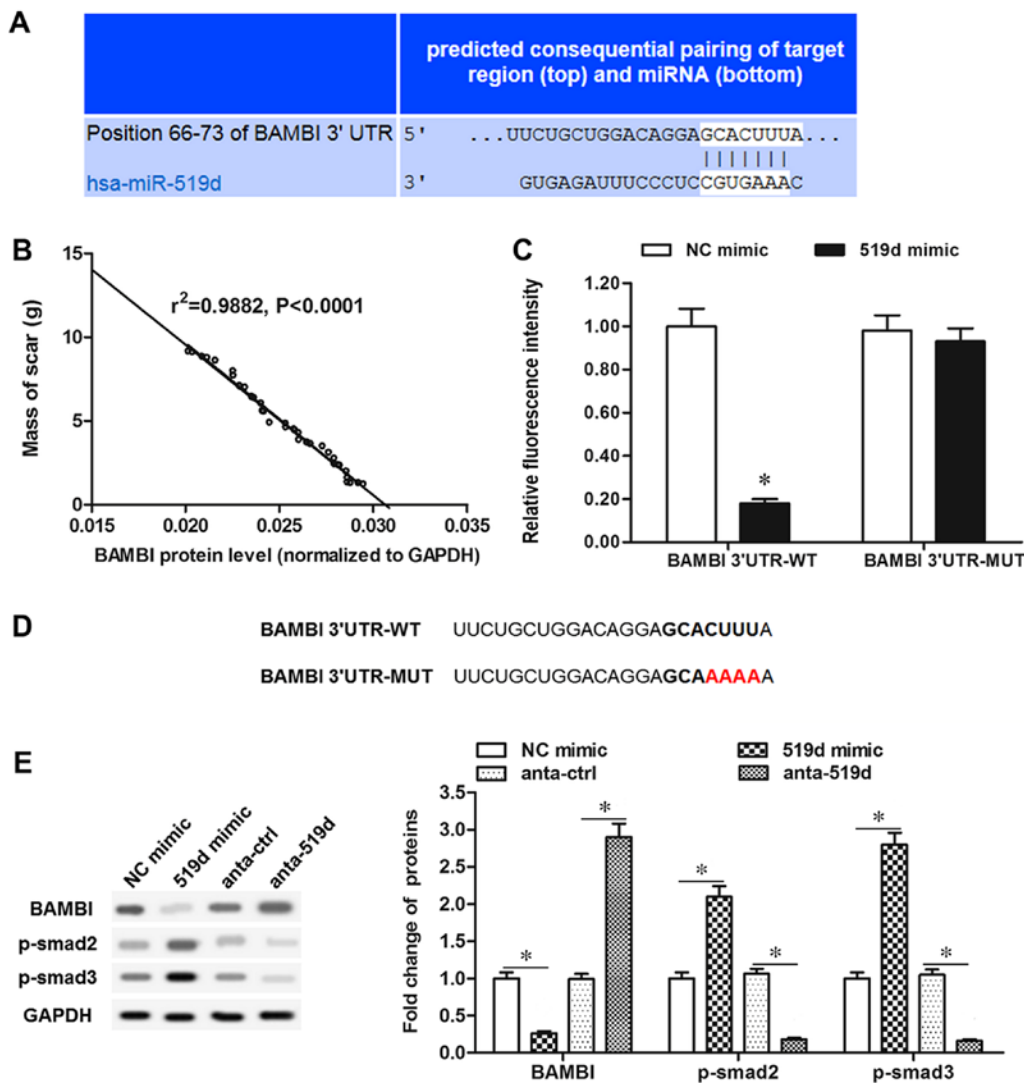 A
predicted consequential pairing of target
region (top) and miRNA (bottom)
Position 66-73 of BAMBI 3' UTR 5' ...UUCUGCUGGACAGGAGCACUUUA...
hsa-miR-519d 3' GUGAGAUUUCCCUCCGUGAAAC
B
r²=0.9882, P<0.0001
Mass of scar (g)
15
10
5
0
0.015 0.020 0.025 0.030 0.035
BAMBI protein level (normalized to GAPDH)
C
NC mimic 519d mimic
Relative fluorescence intensity
1.20
1.00
0.80
0.60
0.40
0.20
0.00
*
BAMBI 3'UTR-WT BAMBI 3'UTR-MUT
D
BAMBI 3'UTR-WT UUCUGCUGGACAGGAGCACUUUA
BAMBI 3'UTR-MUT UUCUGCUGGACAGGAGCAAAAAA
E
NC mimic 519d mimic anta-ctrl anta-519d
BAMBI
p-smad2
p-smad3
GAPDH
NC mimic 519d mimic
anta-ctrl anta-519d
Fold change of proteins
3.5
3.0
2.5
2.0
1.5
1.0
0.5
0.0
* * * * * *
BAMBI p-smad2 p-smad3